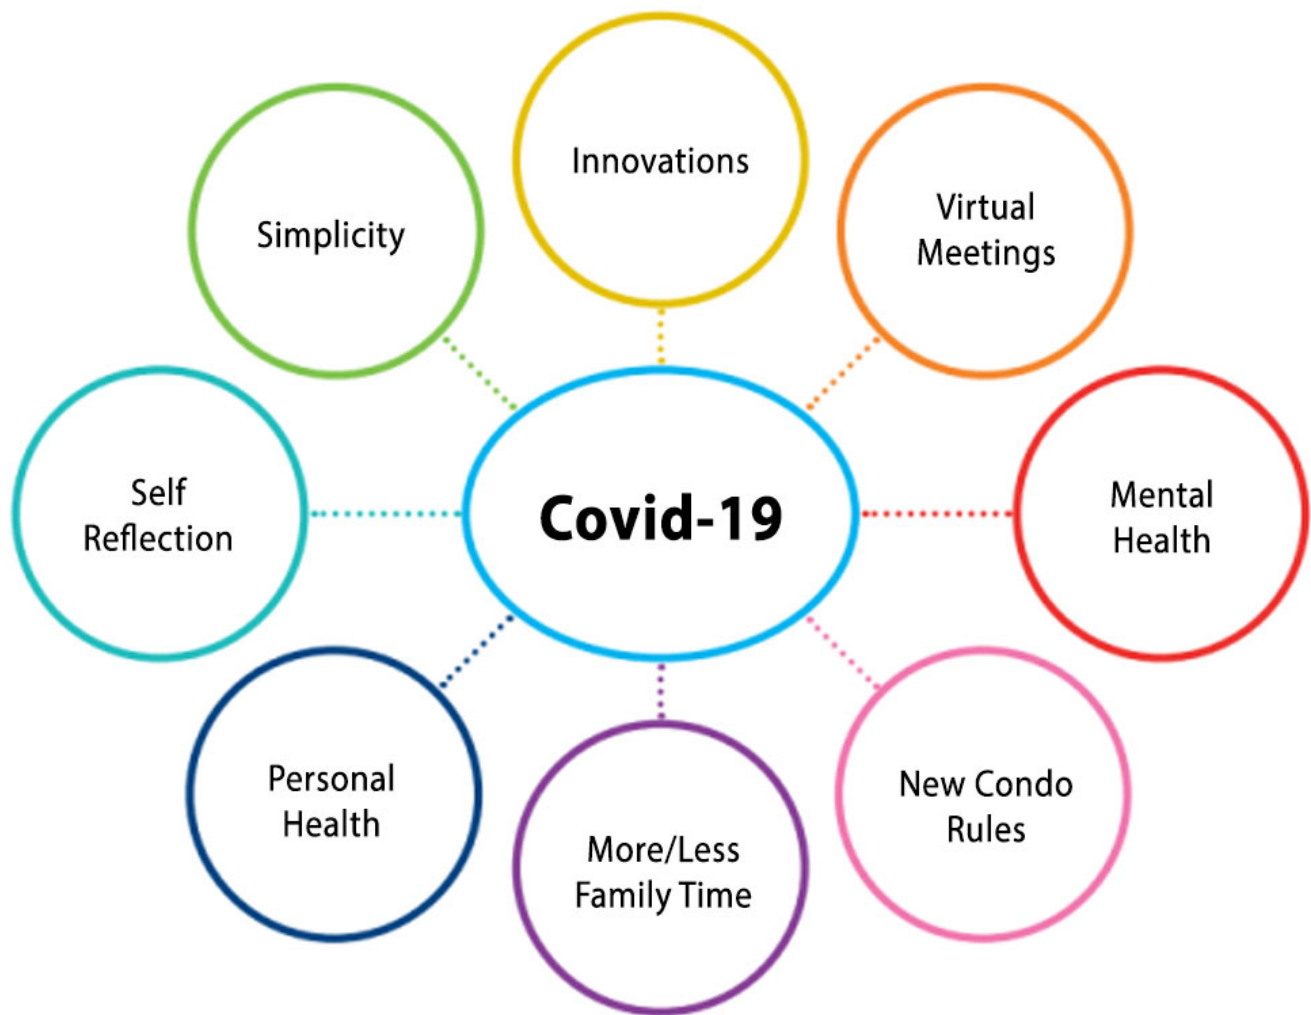 Innovations
Virtual
Meetings
Simplicity
Mental
Health
Self
Reflection
Covid-19
New Condo
Rules
Personal
Health
More/Less
Family Time